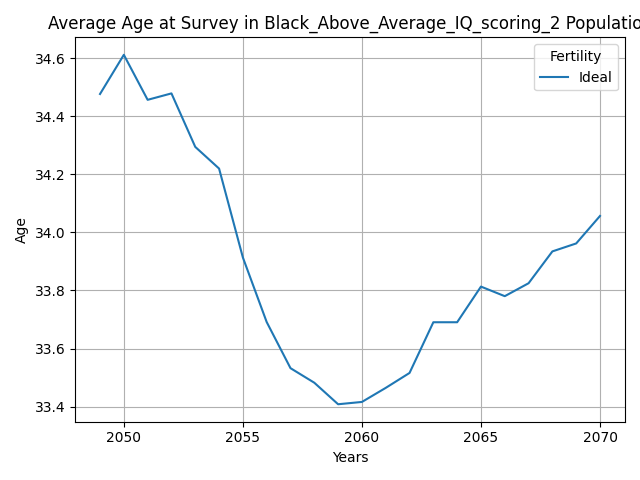 Average Age at Survey in Black_Above_Average_IQ_scoring_2 Populatio
Fertility
Ideal
34.6
34.4
34.2
34.0
33.8
33.6
33.4
Age
2050 2055 2060 2065 2070
Years